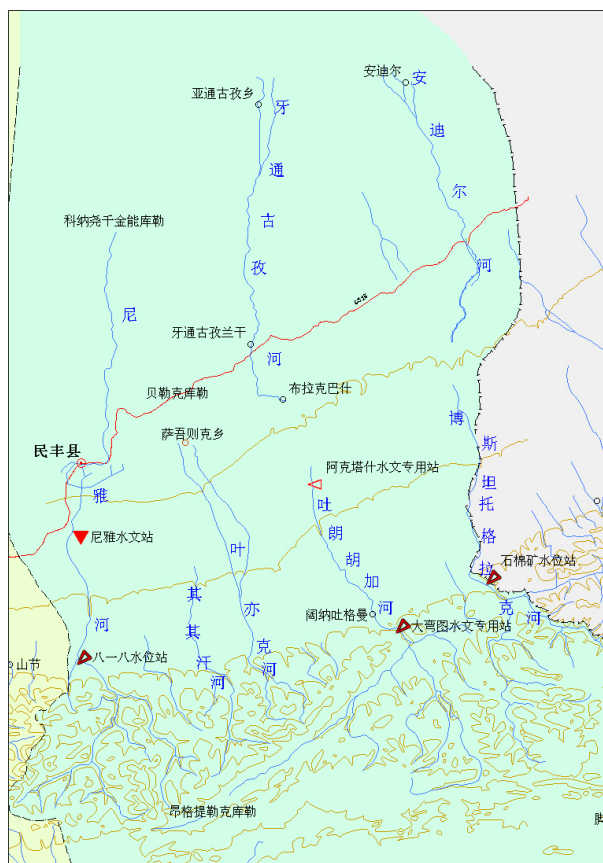 安迪尔
安迪尔河
亚通古孜乡
牙通古孜河
科纳尧千金能库勒
尼雅河
G315
牙通古孜兰干
布拉克巴什
贝勒克库勒
萨吾则克乡
民丰县
博斯坦托格拉克河
阿克塔什水文专用站
吐朗胡加河
尼雅水文站
叶亦克河
其其汗河
石棉矿水位站
阔纳吐格曼
大弯图水文专用站
八一八水位站
山节
昂格提勒克库勒